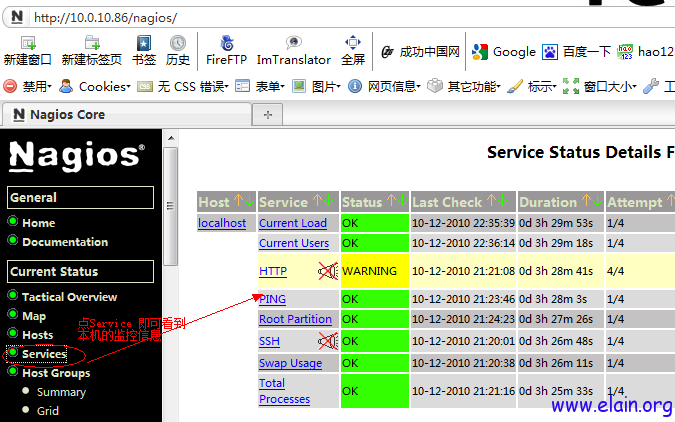 http://10.0.10.86/nagios/
新建窗口 新建标签页 书签 历史 FireFTP ImTranslator 全屏 成功中国网 Google 百度一下 hao12
禁用 Cookies 无 CSS 错误 表单 图片 网页信息 其它功能 标示 窗口大小 工
Nagios Core
Nagios®
General
Home
Documentation
Current Status
Tactical Overview
Map
Hosts
Services
Host Groups
Summary
Grid
点Service 即可看到
本机的监控信息
Service Status Details F
Host Service Status Last Check Duration Attempt
localhost Current Load OK 10-12-2010 22:35:39 0d 3h 29m 53s 1/4
Current Users OK 10-12-2010 22:36:14 0d 3h 29m 18s 1/4
HTTP WARNING 10-12-2010 21:21:08 0d 3h 28m 41s 4/4
PING OK 10-12-2010 21:23:46 0d 3h 28m 3s 1/4
Root Partition OK 10-12-2010 21:24:23 0d 3h 27m 26s 1/4
SSH OK 10-12-2010 21:20:01 0d 3h 26m 48s 1/4
Swap Usage OK 10-12-2010 21:20:38 0d 3h 26m 11s 1/4
Total
Processes OK 10-12-2010 21:21:16 0d 3h 25m 33s 1/4
www.elain.org